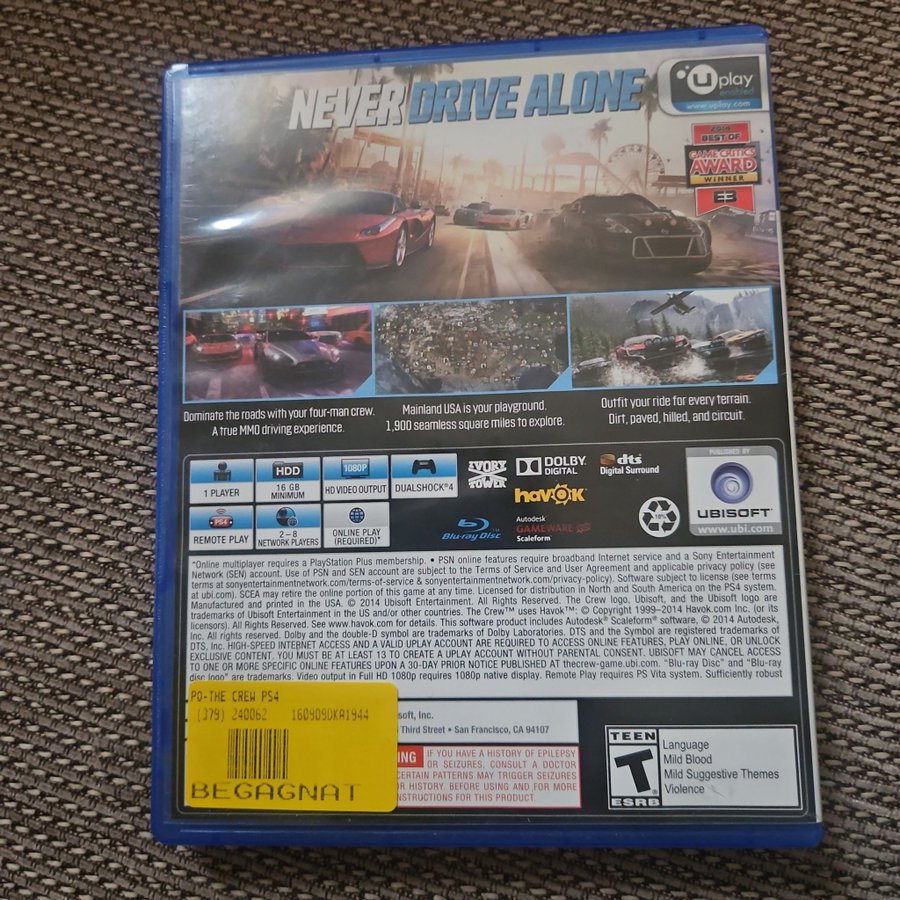 NEVER DRIVE ALONE
Uplay
enabled
www.uplay.com
2014
BEST OF
GAME CRITICS
AWARD
WINNER
E3
Dominate the roads with your four-man crew.
A true MMO driving experience.
Mainland USA is your playground.
1,900 seamless square miles to explore.
Outfit your ride for every terrain.
Dirt, paved, hilled, and circuit.
1 PLAYER
HDD
16 GB
MINIMUM
1080P
HD VIDEO OUTPUT
DUALSHOCK®4
PS4
REMOTE PLAY
2–8
NETWORK PLAYERS
ONLINE PLAY
(REQUIRED)*
IVORY
TOWER
DOLBY
DIGITAL
dts
Digital Surround
havok
Blu-ray Disc™
Autodesk
GAMEWARE
Scaleform
10%
PUBLISHED BY
UBISOFT®
www.ubi.com
*Online multiplayer requires a PlayStation Plus membership. • PSN online features require broadband Internet service and a Sony Entertainment
Network (SEN) account. Use of PSN and SEN account are subject to the Terms of Service and User Agreement and applicable privacy policy (see
terms at sonyentertainmentnetwork.com/terms-of-service & sonyentertainmentnetwork.com/privacy-policy). Software subject to license (see terms
at ubi.com). SCEA may retire the online portion of this game at any time. Licensed for distribution in North and South America on the PS4 system.
Manufactured and printed in the USA. © 2014 Ubisoft Entertainment. All Rights Reserved. The Crew logo, Ubisoft, and the Ubisoft logo are
trademarks of Ubisoft Entertainment in the US and/or other countries. The Crew™ uses Havok™: © Copyright 1999–2014 Havok.com Inc. (or its
licensors). All Rights Reserved. See www.havok.com for details. This software product includes Autodesk® Scaleform® software, © 2014 Autodesk,
Inc. All rights reserved. Dolby and the double-D symbol are trademarks of Dolby Laboratories. DTS and the Symbol are registered trademarks of
DTS, Inc. HIGH-SPEED INTERNET ACCESS AND A VALID UPLAY ACCOUNT ARE REQUIRED TO ACCESS ONLINE FEATURES, PLAY ONLINE, OR UNLOCK
EXCLUSIVE CONTENT. YOU MUST BE AT LEAST 13 TO CREATE A UPLAY ACCOUNT WITHOUT PARENTAL CONSENT. UBISOFT MAY CANCEL ACCESS
TO ONE OR MORE SPECIFIC ONLINE FEATURES UPON A 30-DAY PRIOR NOTICE PUBLISHED AT thecrew-game.ubi.com. “Blu-ray Disc” and “Blu-ray
disc logo” are trademarks. Video output in Full HD 1080p requires 1080p native display. Remote Play requires PS Vita system. Sufficiently robust
PO-THE CREW PS4
(379) 240062 160909DKA1944
BEGAGNAT
soft, Inc.
Third Street • San Francisco, CA 94107
NG
IF YOU HAVE A HISTORY OF EPILEPSY
OR SEIZURES, CONSULT A DOCTOR
CERTAIN PATTERNS MAY TRIGGER SEIZURES
OR HISTORY. BEFORE USING AND FOR MORE
NSTRUCTIONS FOR THIS PRODUCT.
TEEN
T
ESRB
Language
Mild Blood
Mild Suggestive Themes
Violence